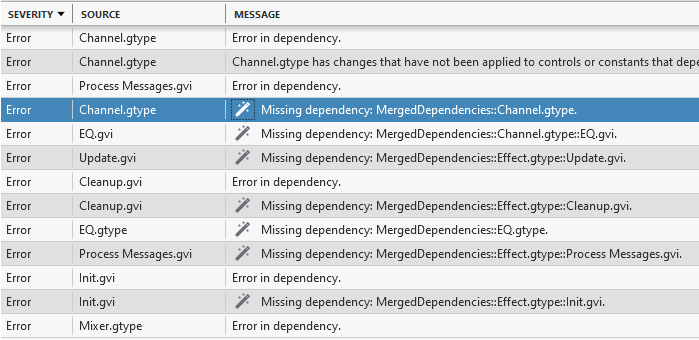 SEVERITY SOURCE MESSAGE
Error Channel.gtype Error in dependency.
Error Channel.gtype Channel.gtype has changes that have not been applied to controls or constants that depe
Error Process Messages.gvi Error in dependency.
Error Channel.gtype Missing dependency: MergedDependencies::Channel.gtype.
Error EQ.gvi Missing dependency: MergedDependencies::Channel.gtype::EQ.gvi.
Error Update.gvi Missing dependency: MergedDependencies::Effect.gtype::Update.gvi.
Error Cleanup.gvi Error in dependency.
Error Cleanup.gvi Missing dependency: MergedDependencies::Effect.gtype::Cleanup.gvi.
Error EQ.gtype Missing dependency: MergedDependencies::EQ.gtype.
Error Process Messages.gvi Missing dependency: MergedDependencies::Effect.gtype::Process Messages.gvi.
Error Init.gvi Error in dependency.
Error Init.gvi Missing dependency: MergedDependencies::Effect.gtype::Init.gvi.
Error Mixer.gtype Error in dependency.